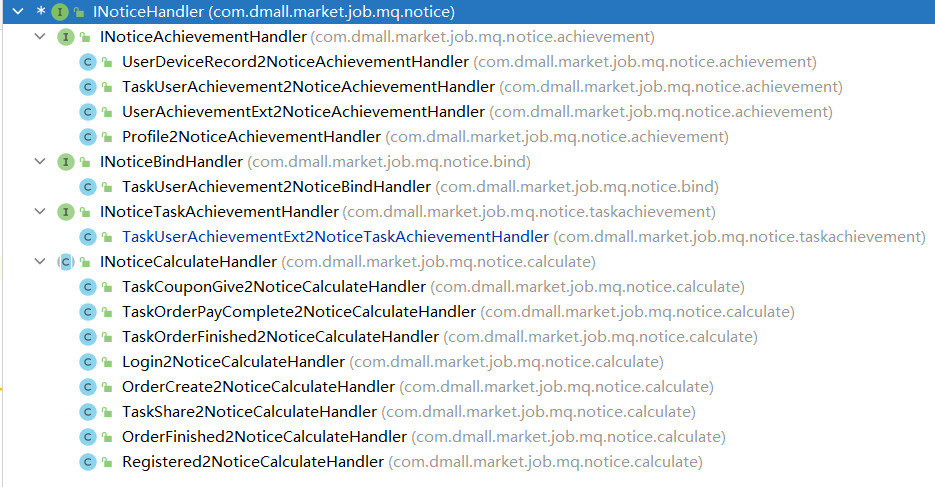 * I INoticeHandler (com.dmall.market.job.mq.notice)
I INoticeAchievementHandler (com.dmall.market.job.mq.notice.achievement)
C UserDeviceRecord2NoticeAchievementHandler (com.dmall.market.job.mq.notice.achievement)
C TaskUserAchievement2NoticeAchievementHandler (com.dmall.market.job.mq.notice.achievement)
C UserAchievementExt2NoticeAchievementHandler (com.dmall.market.job.mq.notice.achievement)
C Profile2NoticeAchievementHandler (com.dmall.market.job.mq.notice.achievement)
I INoticeBindHandler (com.dmall.market.job.mq.notice.bind)
C TaskUserAchievement2NoticeBindHandler (com.dmall.market.job.mq.notice.bind)
I INoticeTaskAchievementHandler (com.dmall.market.job.mq.notice.taskachievement)
C TaskUserAchievementExt2NoticeTaskAchievementHandler (com.dmall.market.job.mq.notice.taskachievement)
C INoticeCalculateHandler (com.dmall.market.job.mq.notice.calculate)
C TaskCouponGive2NoticeCalculateHandler (com.dmall.market.job.mq.notice.calculate)
C TaskOrderPayComplete2NoticeCalculateHandler (com.dmall.market.job.mq.notice.calculate)
C TaskOrderFinished2NoticeCalculateHandler (com.dmall.market.job.mq.notice.calculate)
C Login2NoticeCalculateHandler (com.dmall.market.job.mq.notice.calculate)
C OrderCreate2NoticeCalculateHandler (com.dmall.market.job.mq.notice.calculate)
C TaskShare2NoticeCalculateHandler (com.dmall.market.job.mq.notice.calculate)
C OrderFinished2NoticeCalculateHandler (com.dmall.market.job.mq.notice.calculate)
C Registered2NoticeCalculateHandler (com.dmall.market.job.mq.notice.calculate)